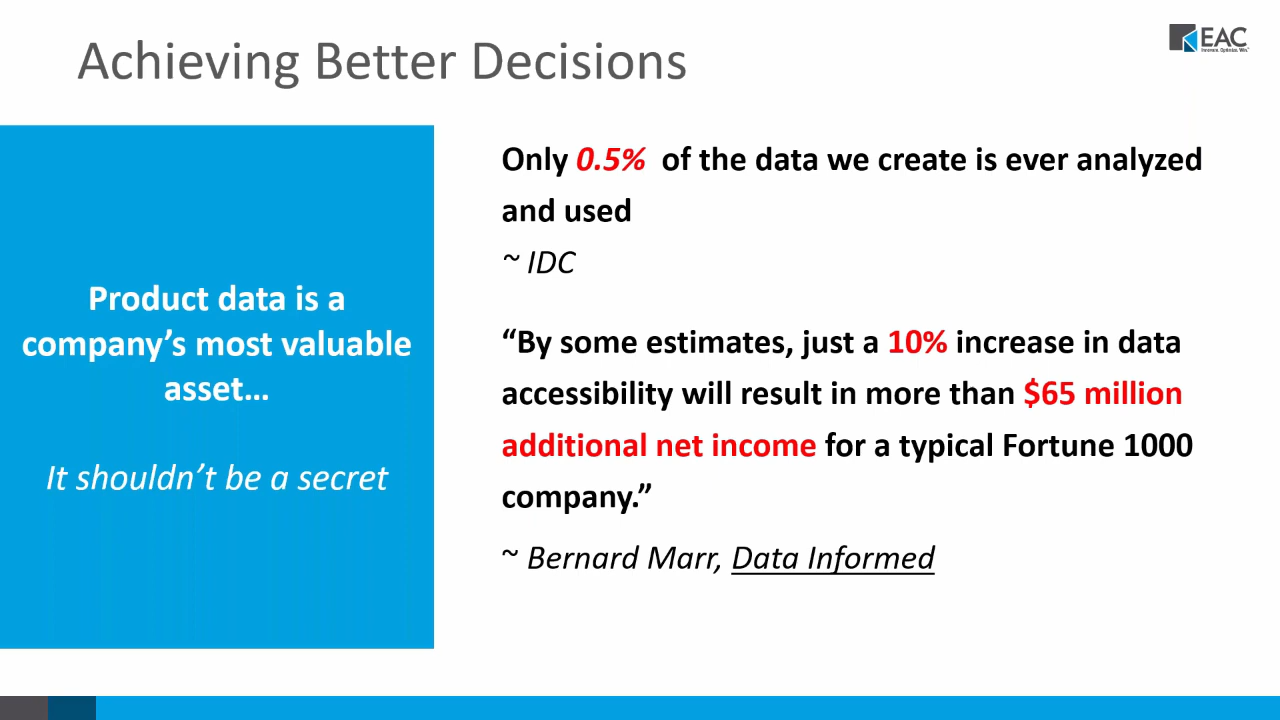 Achieving Better Decisions
EAC
Innovate. Optimize. Win.
Product data is a
company’s most valuable
asset…
It shouldn’t be a secret
Only 0.5% of the data we create is ever analyzed
and used
~ IDC
“By some estimates, just a 10% increase in data
accessibility will result in more than $65 million
additional net income for a typical Fortune 1000
company.”
~ Bernard Marr, Data Informed